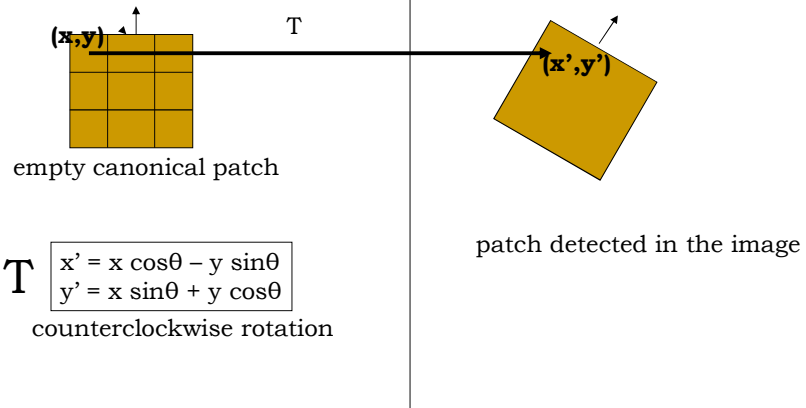 T
(x,y)
(x’,y’)
empty canonical patch
patch detected in the image
T
x’ = x cosθ – y sinθ
y’ = x sinθ + y cosθ
counterclockwise rotation